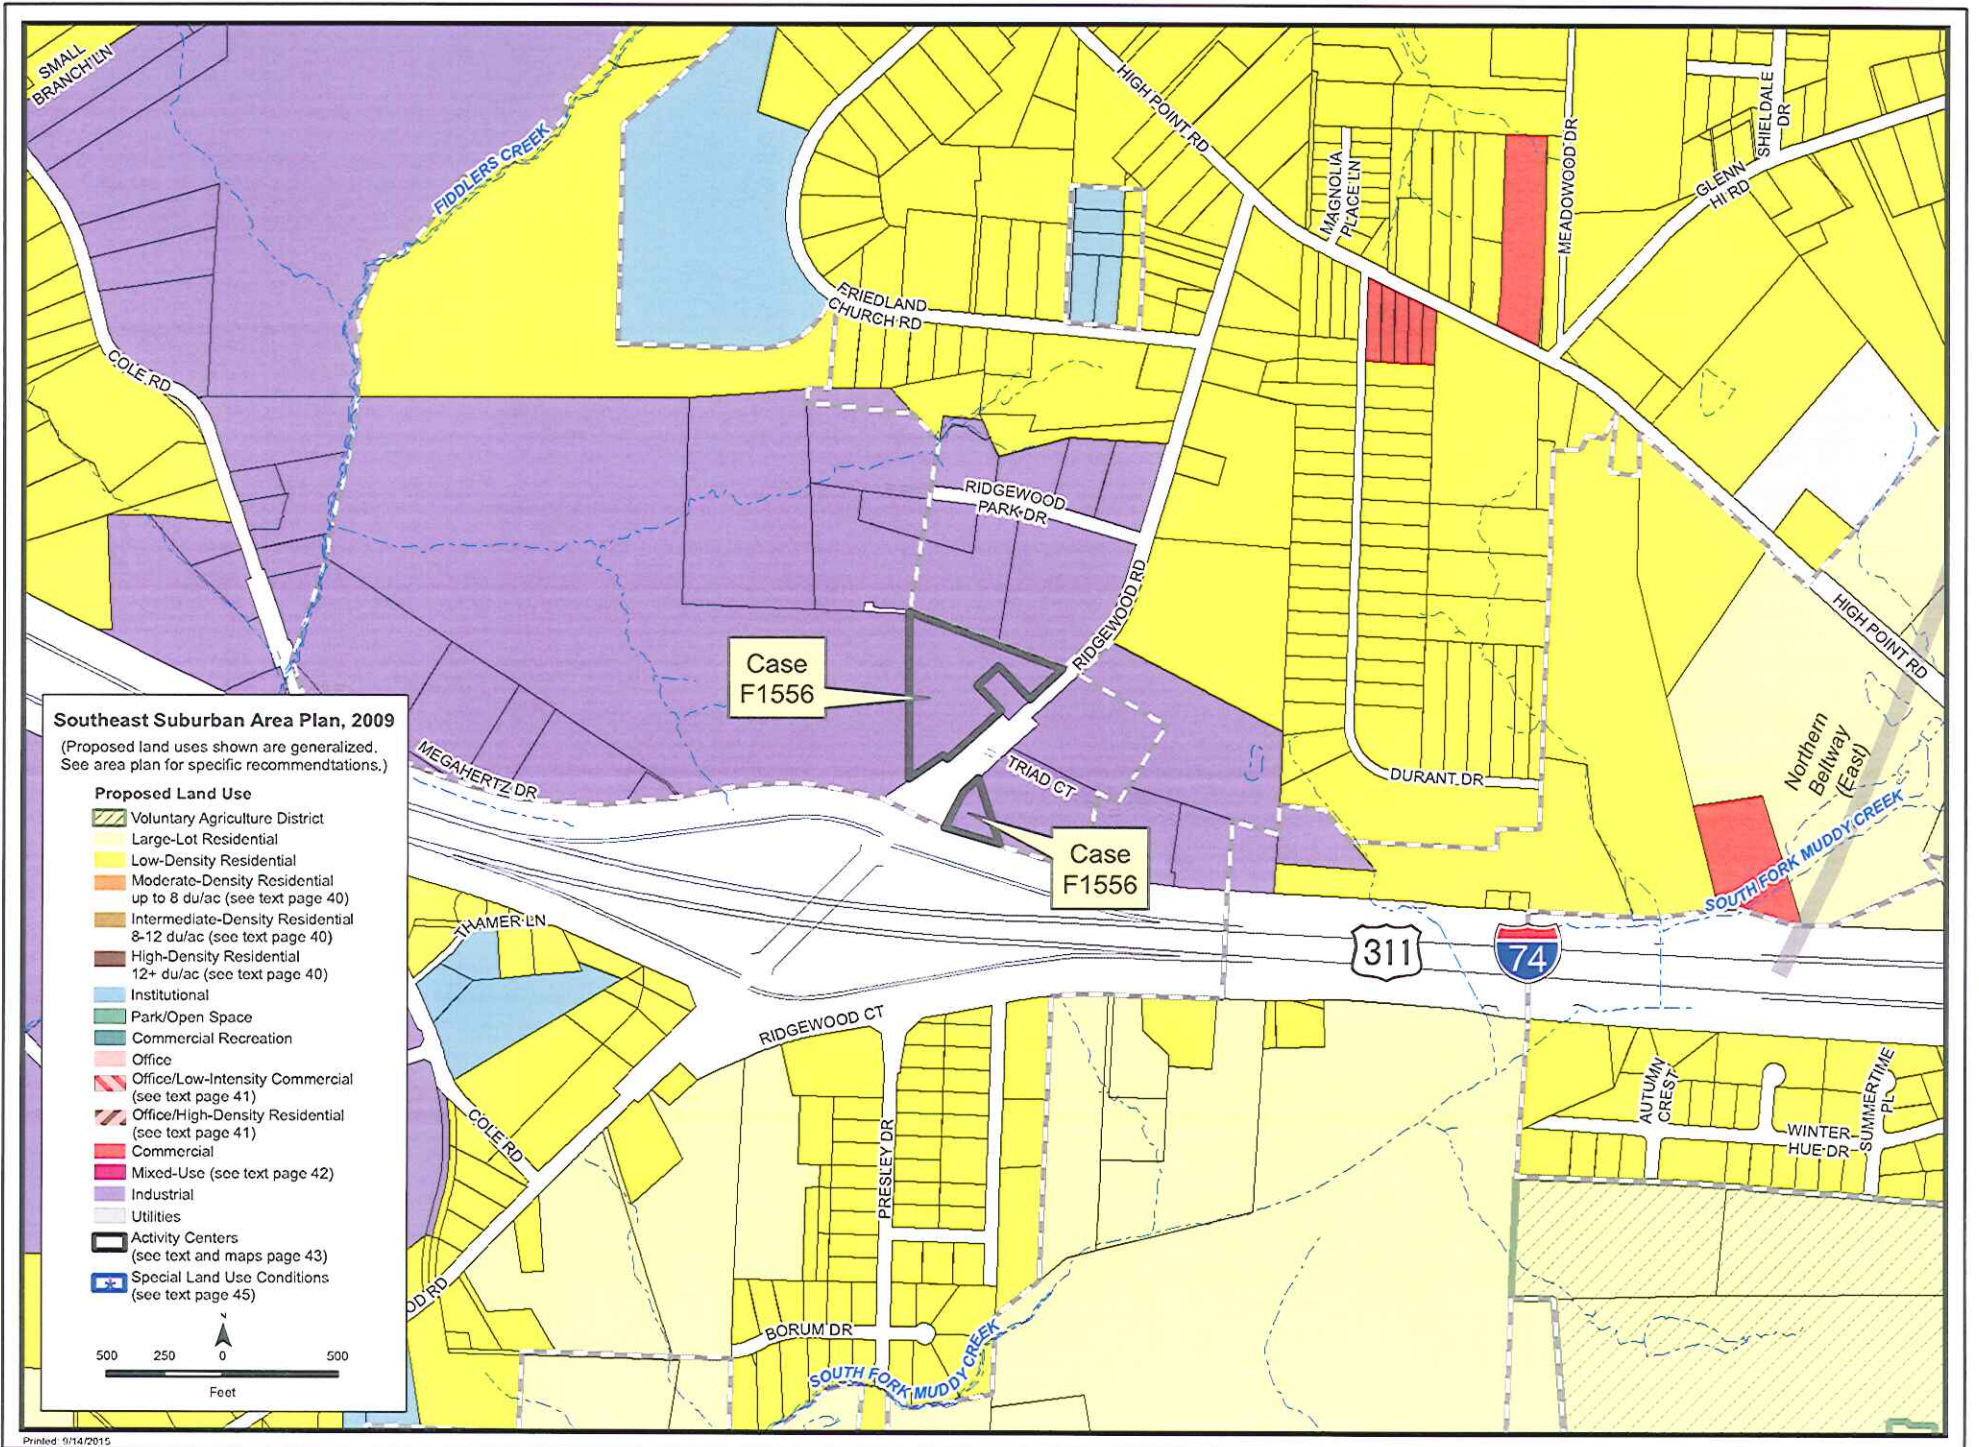 SMALL
BRANCH LN
FIDDLERS CREEK
HIGH POINT RD
MAGNOLIA
PLACE LN
MEADOWOOD DR
SHIELDALE
DR
GLENN
HI RD
FRIEDLAND
CHURCH RD
COLE RD
RIDGEWOOD
PARK DR
RIDGEWOOD RD
HIGH POINT RD
Case
F1556
Northern
Beltway
(East)
MEGAHERTZ DR
TRIAD CT
DURANT DR
SOUTH FORK MUDDY CREEK
Case
F1556
311
74
THAMER LN
RIDGEWOOD CT
COLE RD
PRESLEY DR
AUTUMN
CREST
WINTER
HUE DR
SUMMERTIME
PL
OD RD
BORUM DR
SOUTH FORK MUDDY CREEK
Southeast Suburban Area Plan, 2009
(Proposed land uses shown are generalized.
See area plan for specific recommendtations.)
Proposed Land Use
Voluntary Agriculture District
Large-Lot Residential
Low-Density Residential
Moderate-Density Residential
up to 8 du/ac (see text page 40)
Intermediate-Density Residential
8-12 du/ac (see text page 40)
High-Density Residential
12+ du/ac (see text page 40)
Institutional
Park/Open Space
Commercial Recreation
Office
Office/Low-Intensity Commercial
(see text page 41)
Office/High-Density Residential
(see text page 41)
Commercial
Mixed-Use (see text page 42)
Industrial
Utilities
Activity Centers
(see text and maps page 43)
Special Land Use Conditions
(see text page 45)
N
500 250 0 500
Feet
Printed: 9/14/2015